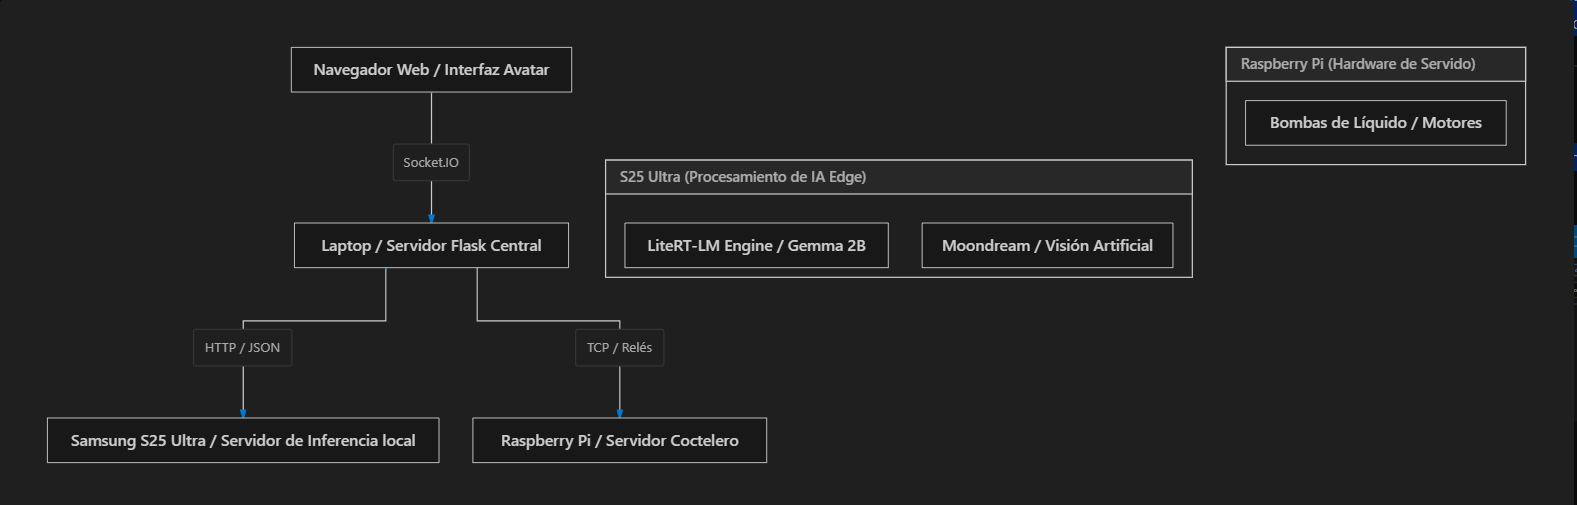 Navegador Web / Interfaz Avatar
Socket.IO
Laptop / Servidor Flask Central
HTTP / JSON
TCP / Relés
Samsung S25 Ultra / Servidor de Inferencia local
Raspberry Pi / Servidor Coctelero
S25 Ultra (Procesamiento de IA Edge)
LiteRT-LM Engine / Gemma 2B
Moondream / Visión Artificial
Raspberry Pi (Hardware de Servido)
Bombas de Líquido / Motores